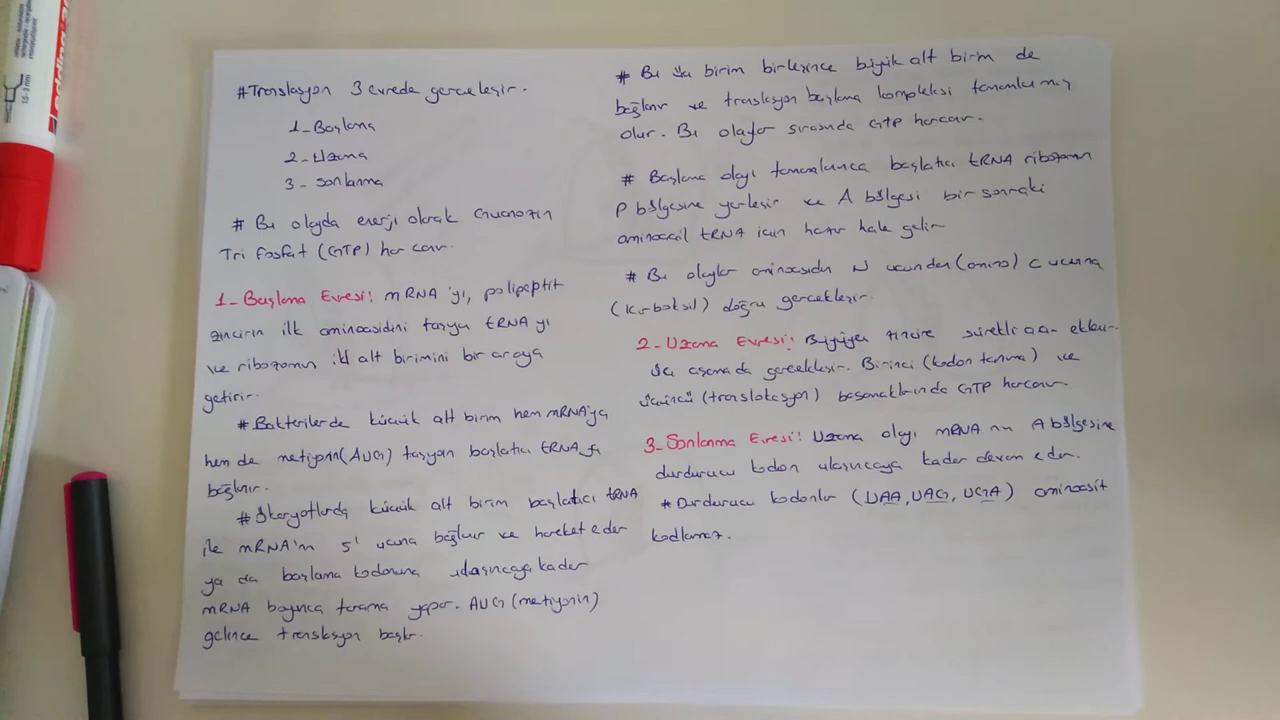 #Translasyon 3 evrede gerçekleşir.
1-Başlama
2-Uzama
3-Sonlanma
# Bu olayda enerji olarak Guanozin
Tri fosfat (GTP) harcanır.
1-Başlama Evresi: mRNA'yı, polipeptit
zincirin ilk aminoasidini taşıyan tRNA'yı
ve ribozomun iki alt birimini bir araya
getirir.
#Bakterilerde küçük alt birim hem mRNA'ya
hem de metiyonin(AUG) taşıyan başlatıcı tRNA'ya
bağlanır.
#Ökaryotlarda küçük alt birim başlatıcı tRNA
ile mRNA'nın 5' ucuna bağlanır ve hareket eder
ya da başlama kodonuna ulaşıncaya kadar
mRNA boyunca tarama yapar. AUG (metiyonin)
gelince translasyon başlar.
# Bu iki birim birleşince büyük alt birim de
bağlanır ve translasyon başlama kompleksi tamamlanmış
olur. Bu olaylar sırasında GTP harcanır.
# Başlama olayı tamamlanınca başlatıcı tRNA ribozomun
P bölgesine yerleşir ve A bölgesi bir sonraki
aminoaçil tRNA için hazır hale gelir
# Bu olaylar aminoasidin N ucundan(amino) C ucuna
(Karboksil) doğru gerçekleşir.
2-Uzama Evresi: Büyüyen zincire sürekli a.a.
üç aşamada gerçekleşir. Birinci (kodon tanıma) ve
üçüncü (translokasyon) basamaklarında GTP harcanır
3-Sonlanma Evresi: Uzama olayı mRNA'nın A bölgesine
durdurucu kodon ulaşıncaya kadar devam eder.
* Durdurucu kodonlar (UAA, UAG, UGA) aminoasit
kodlamaz.